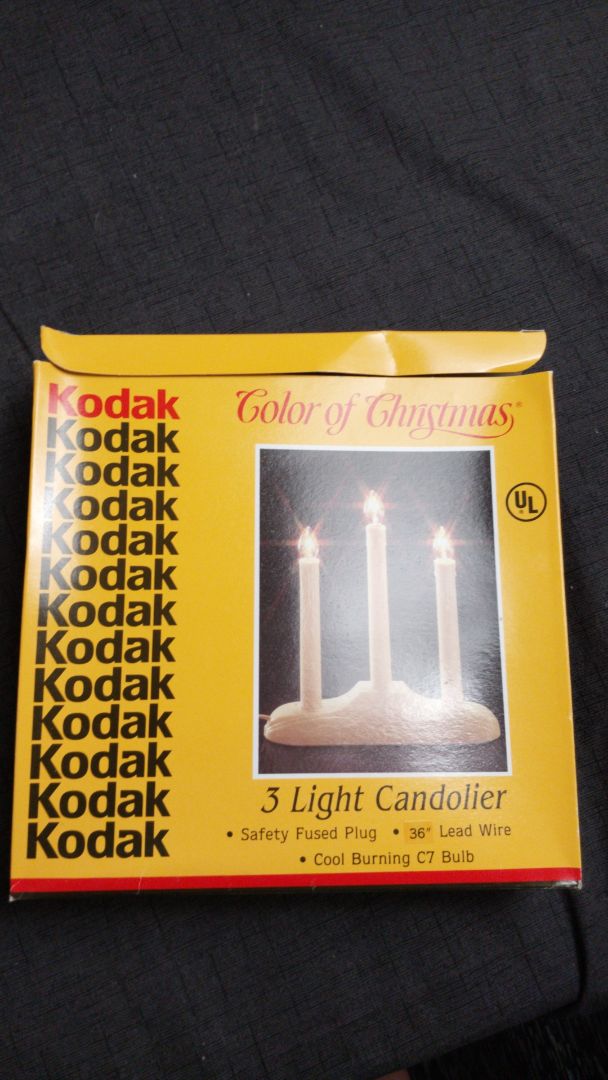 Kodak
Kodak
Kodak
Kodak
Kodak
Kodak
Kodak
Kodak
Kodak
Kodak
Kodak
Kodak
Kodak
Color of Christmas®
UL®
3 Light Candolier
• Safety Fused Plug • 36" Lead Wire
• Cool Burning C7 Bulb